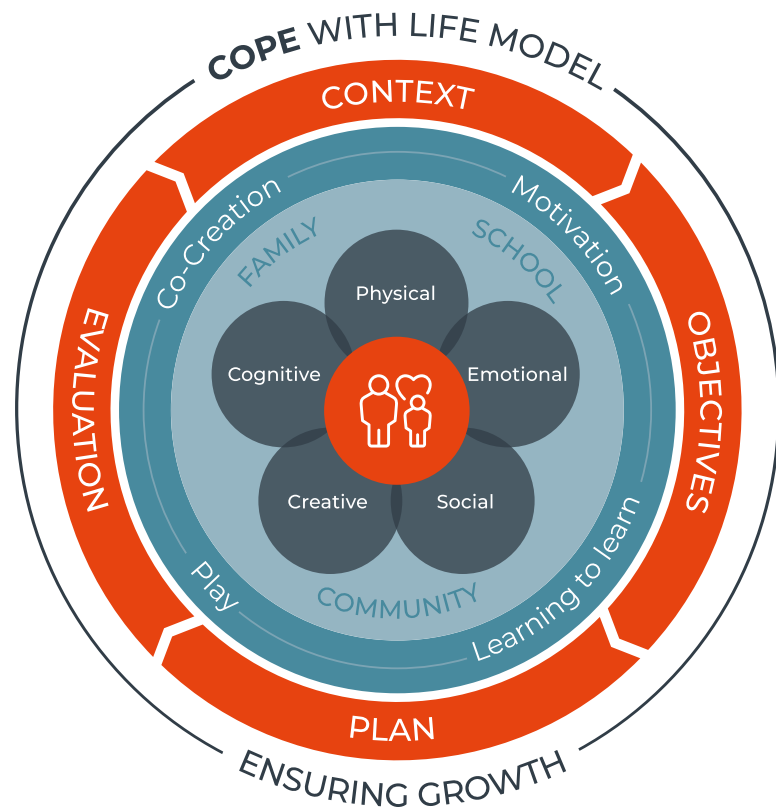 COPE WITH LIFE MODEL
CONTEXT
OBJECTIVES
PLAN
EVALUATION
Co-Creation
Motivation
Learning to learn
Play
FAMILY
SCHOOL
COMMUNITY
Physical
Emotional
Social
Creative
Cognitive
ENSURING GROWTH